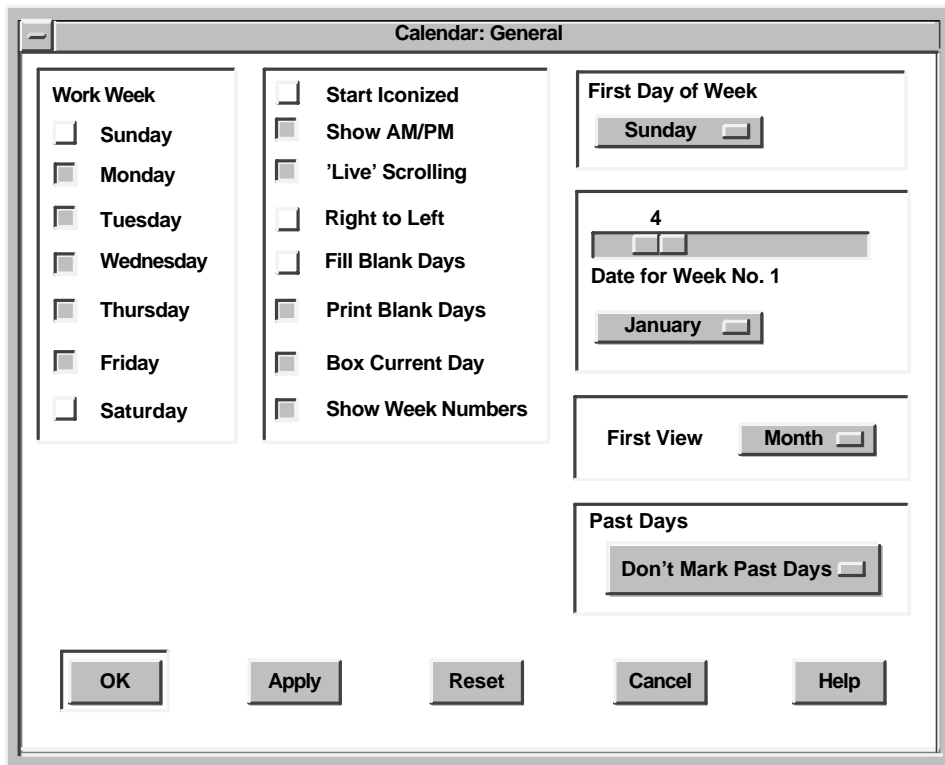 Calendar: General
Work Week
Sunday
Monday
Tuesday
Wednesday
Thursday
Friday
Saturday
Start Iconized
Show AM/PM
’Live’ Scrolling
Right to Left
Fill Blank Days
Print Blank Days
Box Current Day
Show Week Numbers
First Day of Week
Sunday
4
Date for Week No. 1
January
First View
Month
Past Days
Don’t Mark Past Days
OK
Apply
Reset
Cancel
Help